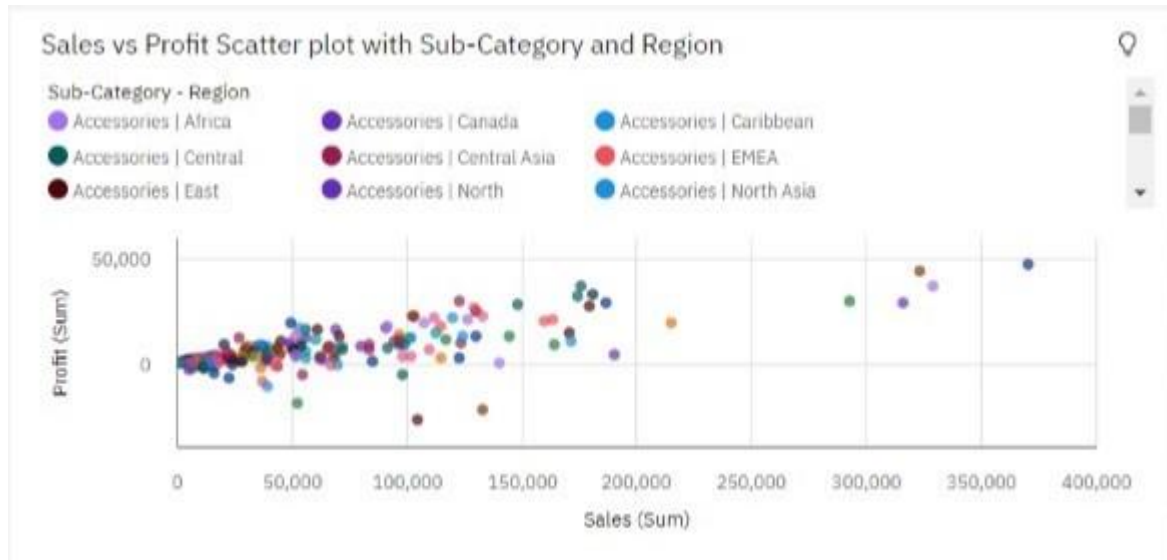 Sales vs Profit Scatter plot with Sub-Category and Region
Sub-Category - Region
Accessories | Africa
Accessories | Canada
Accessories | Caribbean
Accessories | Central
Accessories | Central Asia
Accessories | EMEA
Accessories | East
Accessories | North
Accessories | North Asia
50,000
0
Profit (Sum)
0
50,000
100,000
150,000
200,000
250,000
300,000
350,000
400,000
Sales (Sum)